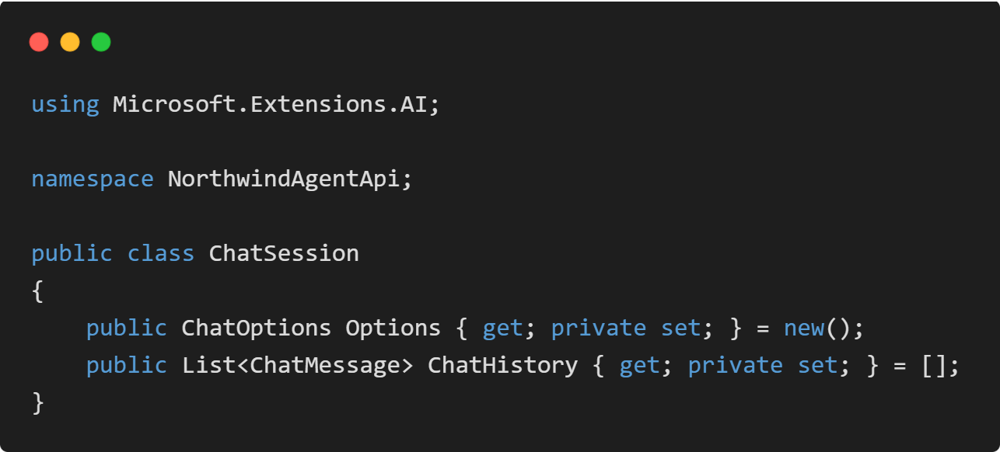 using Microsoft.Extensions.AI;
namespace NorthwindAgentApi;
public class ChatSession
{
    public ChatOptions Options { get; private set; } = new();
    public List<ChatMessage> ChatHistory { get; private set; } = [];
}